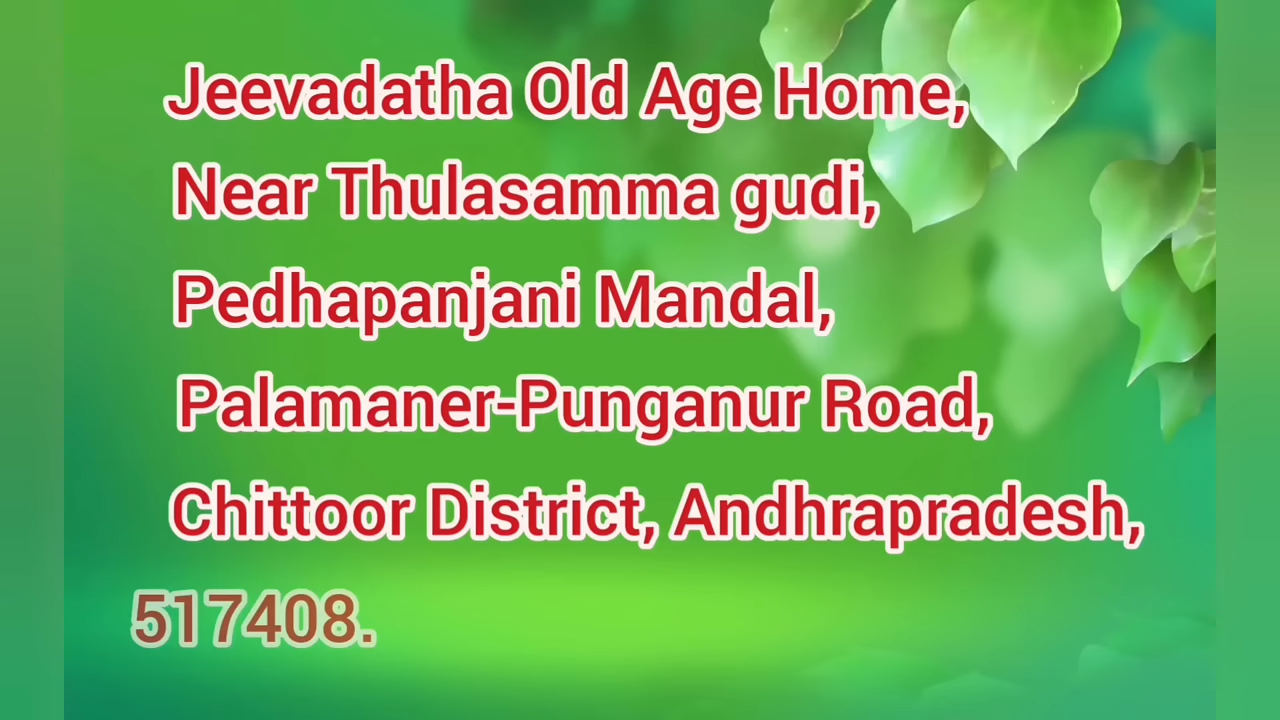 Jeevadatha Old Age Home,
Near Thulasamma gudi,
Pedhapanjani Mandal,
Palamaner-Punganur Road,
Chittoor District, Andhrapradesh,
517408.